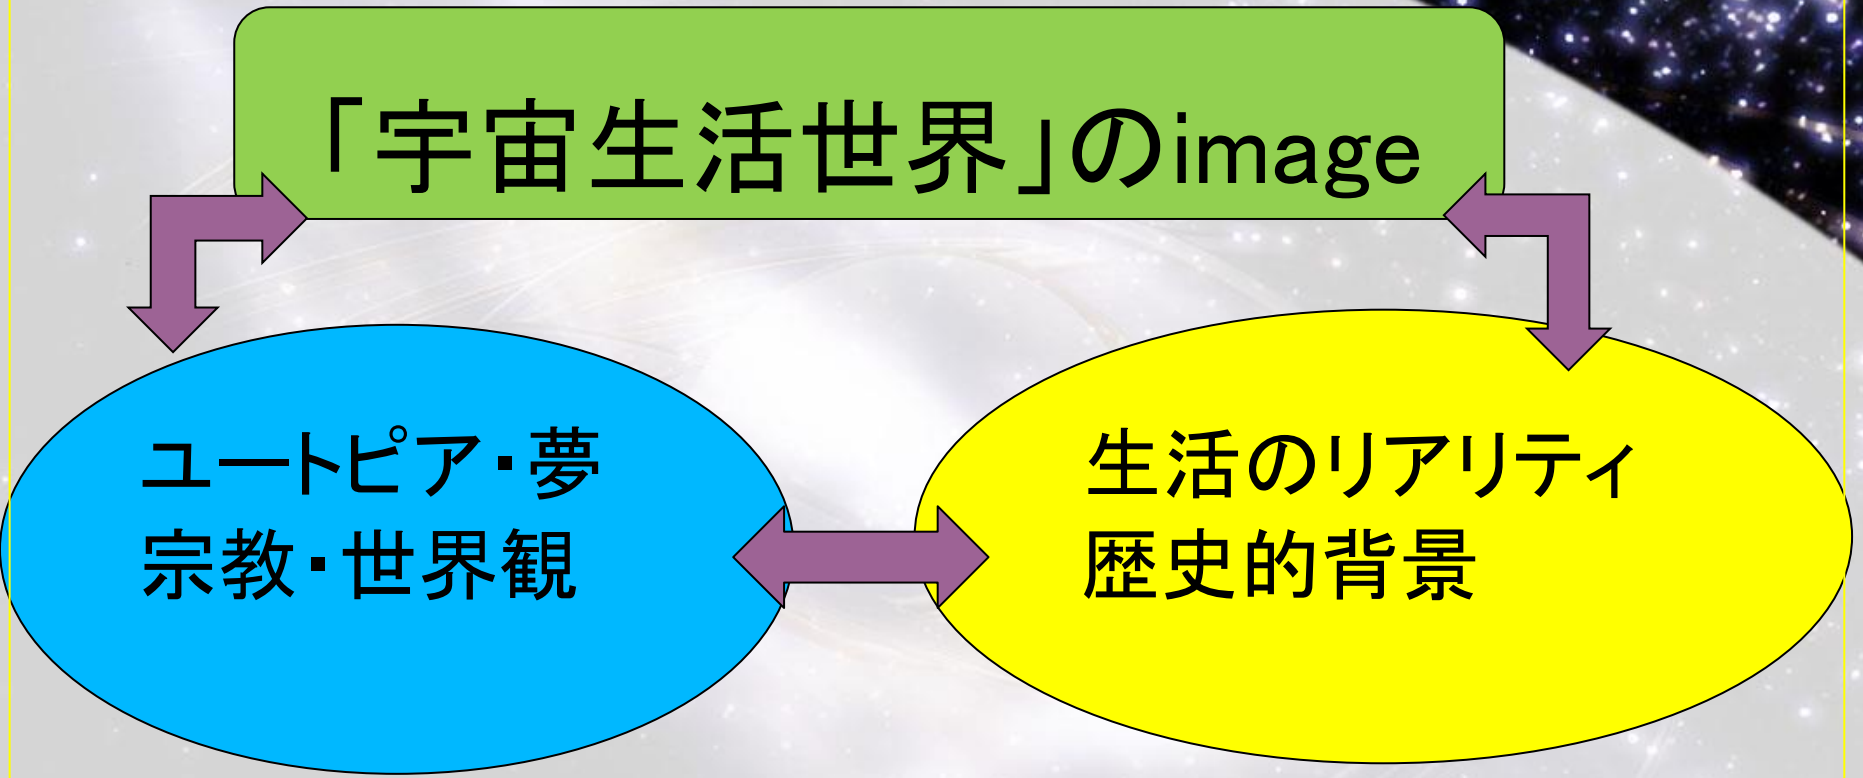 「宇宙生活世界」のimage
ユートピア・夢
宗教・世界観
生活のリアリティ
歴史的背景